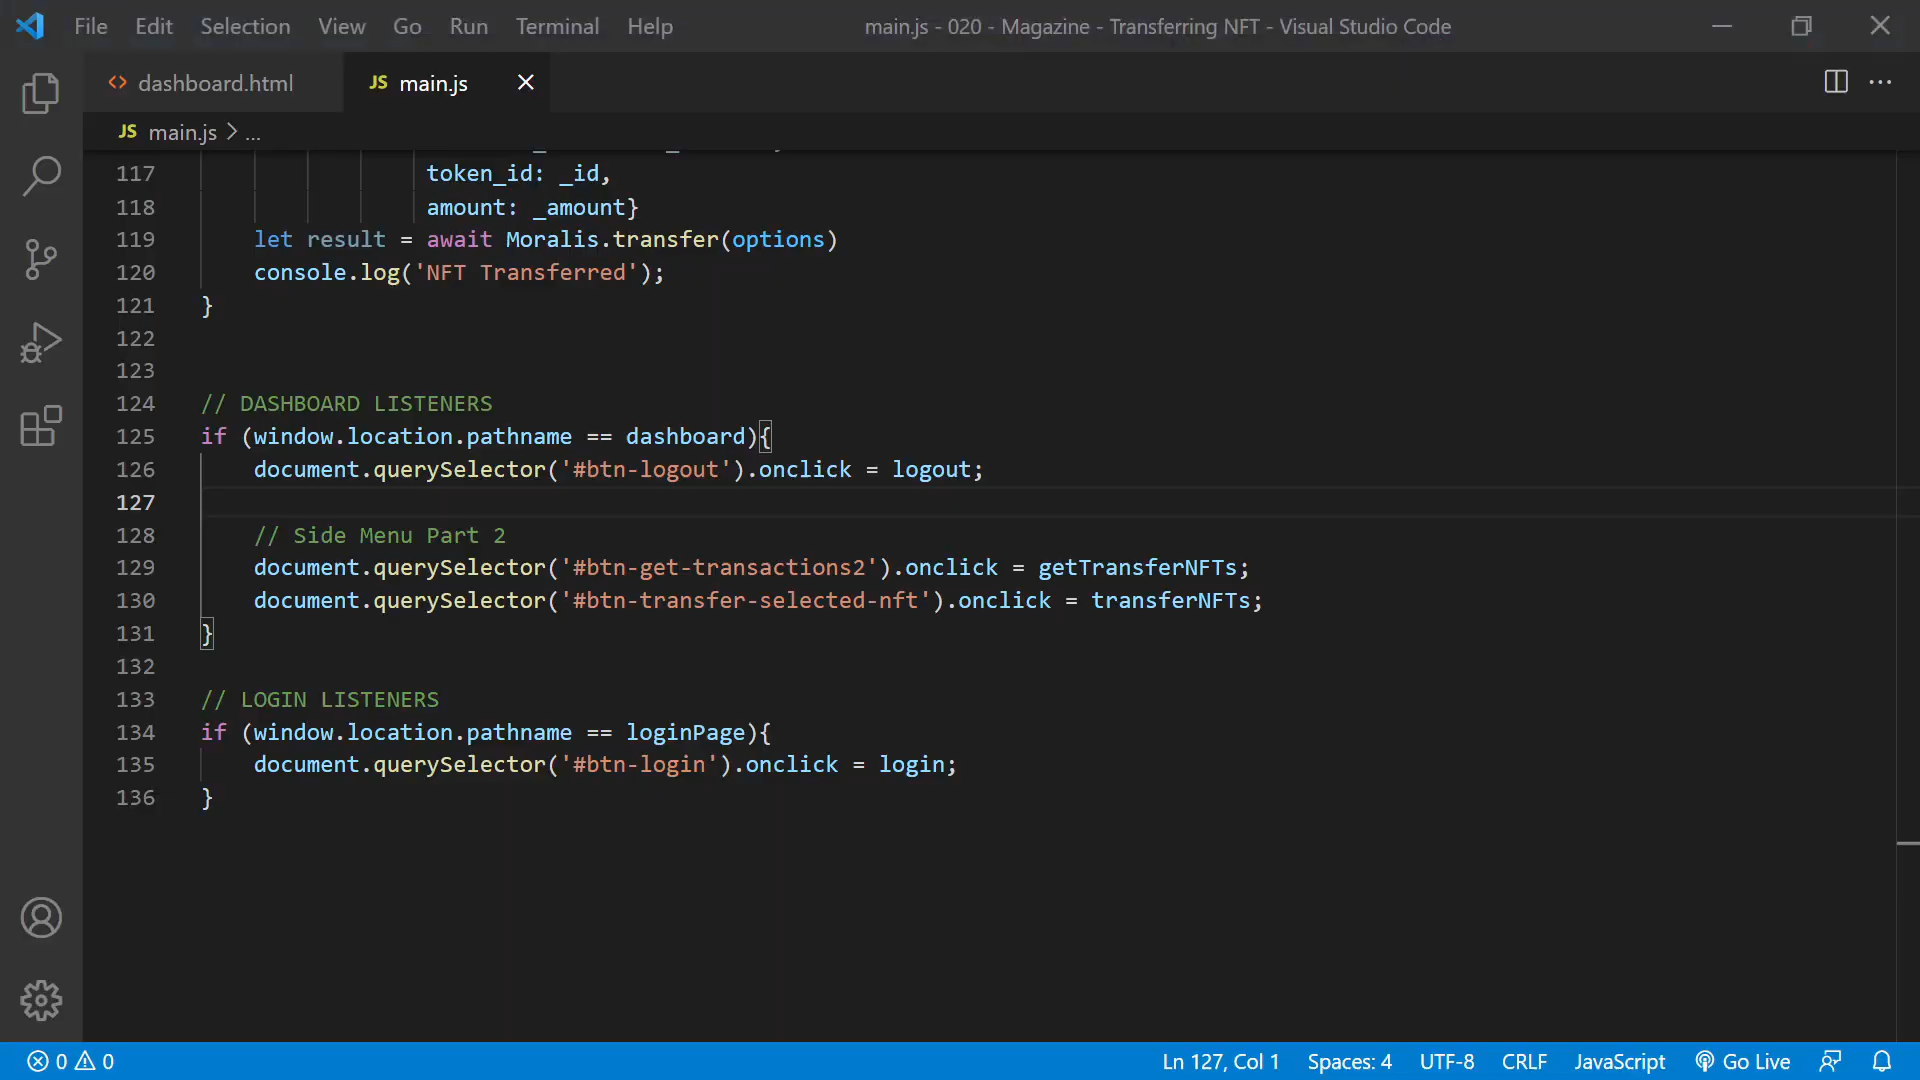 File Edit Selection View Go Run Terminal Help main.js - 020 - Magazine - Transferring NFT - Visual Studio Code
<> dashboard.html JS main.js
JS main.js > ...
117 token_id: _id,
118 amount: _amount}
119 let result = await Moralis.transfer(options)
120 console.log('NFT Transferred');
121 }
122
123
124 // DASHBOARD LISTENERS
125 if (window.location.pathname == dashboard){
126 document.querySelector('#btn-logout').onclick = logout;
127
128 // Side Menu Part 2
129 document.querySelector('#btn-get-transactions2').onclick = getTransferNFTs;
130 document.querySelector('#btn-transfer-selected-nft').onclick = transferNFTs;
131 }
132
133 // LOGIN LISTENERS
134 if (window.location.pathname == loginPage){
135 document.querySelector('#btn-login').onclick = login;
136 }
0 0 Ln 127, Col 1 Spaces: 4 UTF-8 CRLF JavaScript Go Live